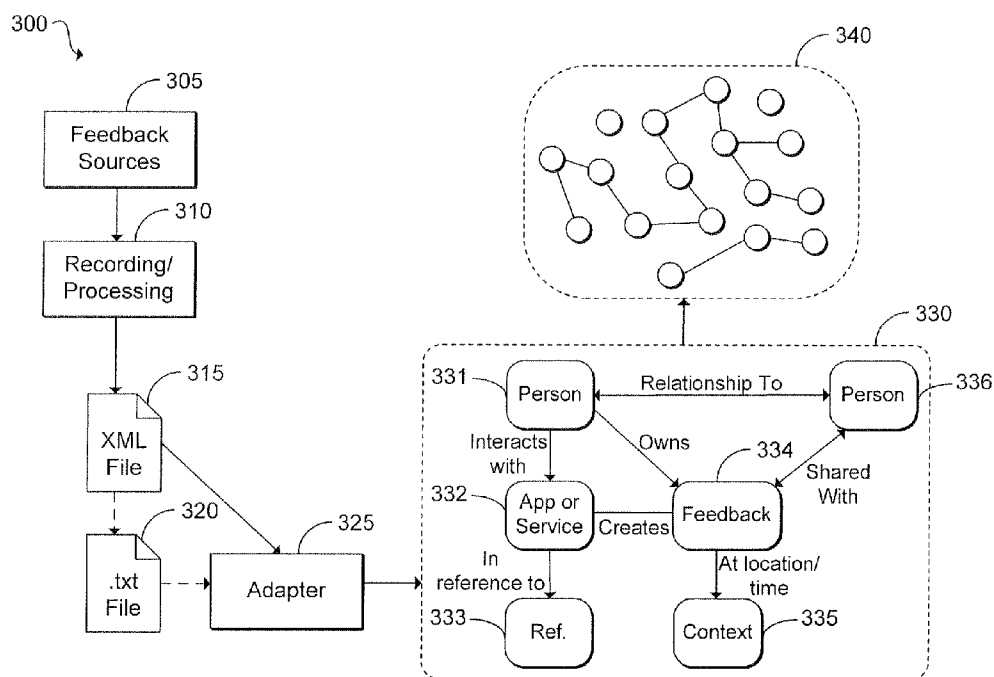 300
305
Feedback
Sources
310
Recording/
Processing
315
XML
File
320
.txt
File
325
Adapter
340
330
331
Person
Relationship To
Person
336
Interacts
with
Owns
334
Shared
With
332
App or
Service
Creates
Feedback
In
reference to
At location/
time
333
Ref.
Context
335